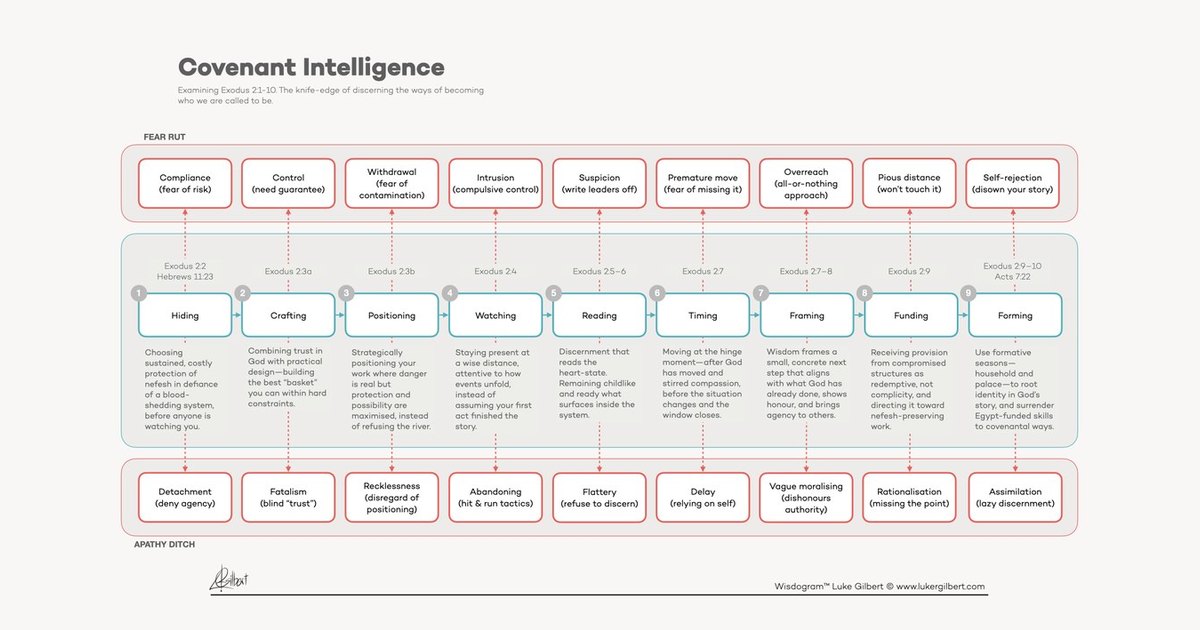 Covenant Intelligence
Examining Exodus 2:1-10. The knife-edge of discerning the ways of becoming
who we are called to be.
FEAR RUT
Compliance
(fear of risk)
Control
(need guarantee)
Withdrawal
(fear of
contamination)
Intrusion
(compulsive control)
Suspicion
(write leaders off)
Premature move
(fear of missing it)
Overreach
(all-or-nothing
approach)
Pious distance
(won't touch it)
Self-rejection
(disown your story)
Exodus 2:2
Hebrews 11:23
Exodus 2:3a
Exodus 2:3b
Exodus 2:4
Exodus 2:5–6
Exodus 2:7
Exodus 2:7–8
Exodus 2:9
Exodus 2:9–10
Acts 7:22
1
Hiding
2
Crafting
3
Positioning
4
Watching
5
Reading
6
Timing
7
Framing
8
Funding
9
Forming
Choosing
sustained, costly
protection of
nefesh in defiance
of a blood-
shedding system,
before anyone is
watching you.
Combining trust in
God with practical
design—building
the best "basket"
you can within hard
constraints.
Strategically
positioning your
work where danger
is real but
protection and
possibility are
maximised, instead
of refusing the river.
Staying present at
a wise distance,
attentive to how
events unfold,
instead of
assuming your first
act finished the
story.
Discernment that
reads the
heart-state.
Remaining childlike
and ready what
surfaces inside the
system.
Moving at the hinge
moment—after God
has moved and
stirred compassion,
before the situation
changes and the
window closes.
Wisdom frames a
small, concrete next
step that aligns
with what God has
already done, shows
honour, and brings
agency to others.
Receiving provision
from compromised
structures as
redemptive, not
complicity, and
directing it toward
nefesh-preserving
work.
Use formative
seasons—
household and
palace—to root
identity in God's
story, and surrender
Egypt-funded skills
to covenantal ways.
Detachment
(deny agency)
Fatalism
(blind "trust")
Recklessness
(disregard of
positioning)
Abandoning
(hit & run tactics)
Flattery
(refuse to discern)
Delay
(relying on self)
Vague moralising
(dishonours
authority)
Rationalisation
(missing the point)
Assimilation
(lazy discernment)
APATHY DITCH
Gilbert
Wisdogram™ Luke Gilbert © www.lukergilbert.com